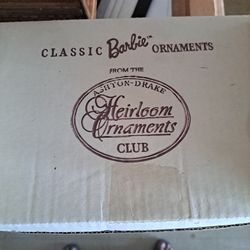 CLASSIC Barbie™ ORNAMENTS
FROM THE
ASHTON-DRAKE
Heirloom
Ornaments
CLUB